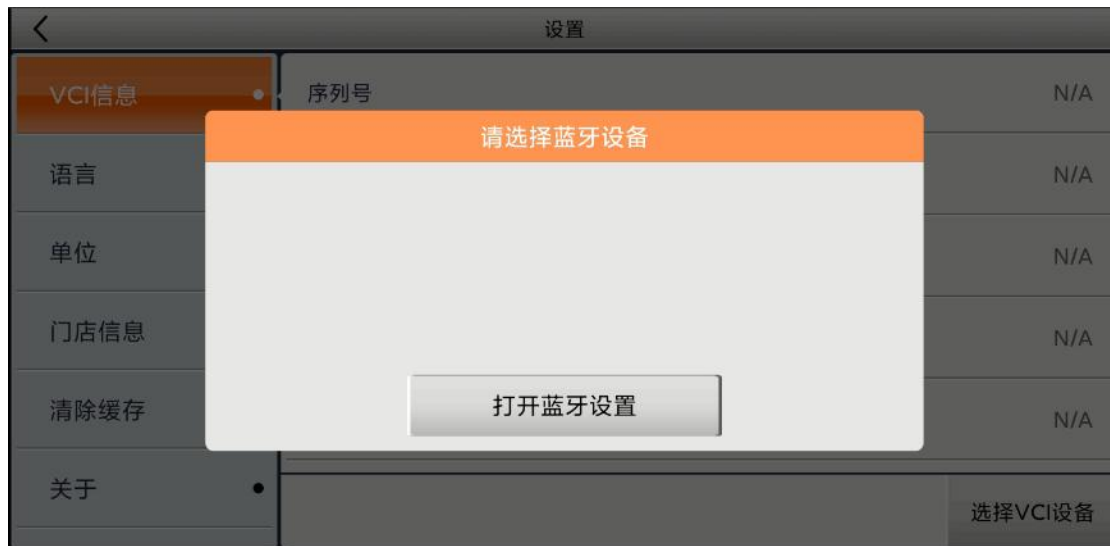 设置
VCI信息
序列号
N/A
请选择蓝牙设备
语言
N/A
单位
N/A
门店信息
N/A
打开蓝牙设置
清除缓存
N/A
关于
选择VCI设备